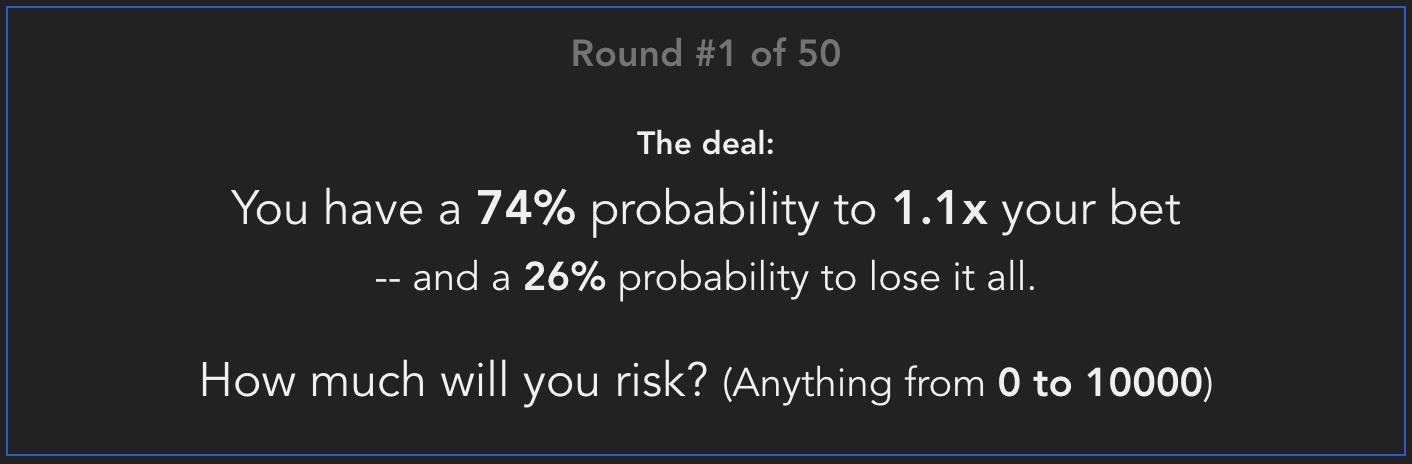 Round #1 of 50
The deal:
You have a 74% probability to 1.1x your bet
-- and a 26% probability to lose it all.
How much will you risk? (Anything from 0 to 10000)